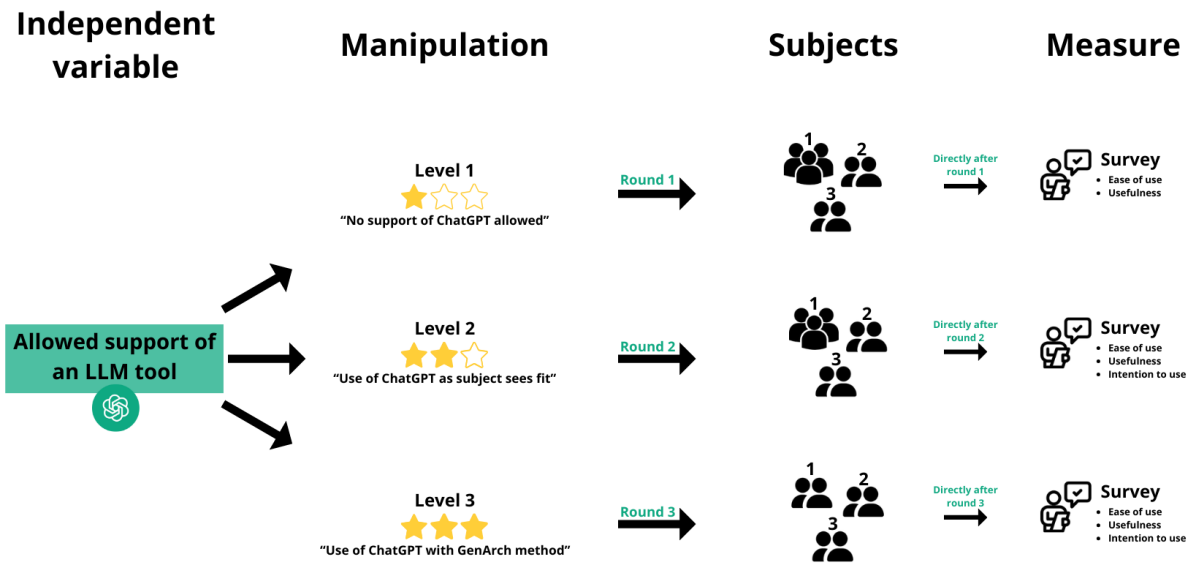 Independent
variable
Manipulation
Subjects
Measure
Level 1
“No support of ChatGPT allowed”
Round 1
1
2
3
Directly after
round 1
Survey
• Ease of use
• Usefulness
Allowed support of
an LLM tool
Level 2
“Use of ChatGPT as subject sees fit”
Round 2
1
2
3
Directly after
round 2
Survey
• Ease of use
• Usefulness
• Intention to use
Level 3
“Use of ChatGPT with GenArch method”
Round 3
1
2
3
Directly after
round 3
Survey
• Ease of use
• Usefulness
• Intention to use